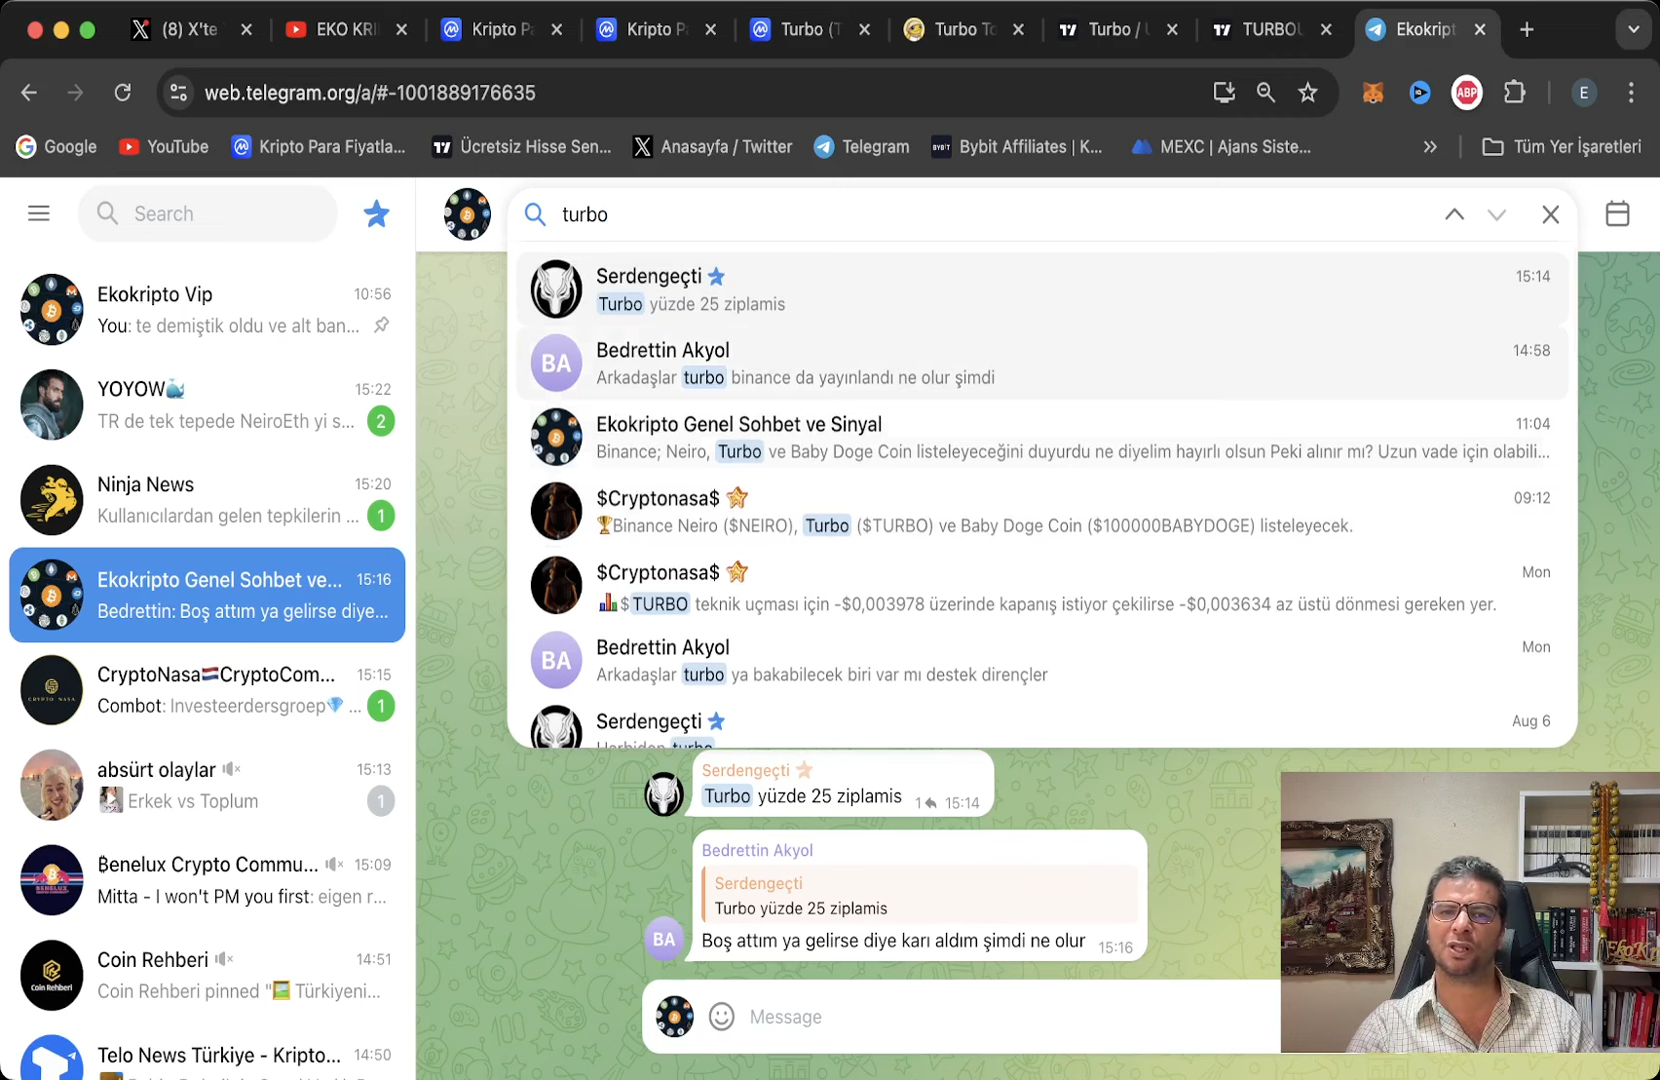 (8) X'te
EKO KRI
Kripto Pa
Kripto Pa
Turbo (T
Turbo To
Turbo / U
TURBOU
Ekokript
web.telegram.org/a/#-1001889176635
ABP
E
Google
YouTube
Kripto Para Fiyatla...
Ücretsiz Hisse Sen...
Anasayfa / Twitter
Telegram
Bybit Affiliates | K...
MEXC | Ajans Siste...
Tüm Yer İşaretleri
Search
turbo
Ekokripto Vip 10:56
You: te demiştik oldu ve alt ban...
YOYOW🐳 15:22
TR de tek tepede NeiroEth yi s... 2
Ninja News 15:20
Kullanıcılardan gelen tepkilerin ... 1
Ekokripto Genel Sohbet ve... 15:16
Bedrettin: Boş attım ya gelirse diye...
CryptoNasa🇳🇱CryptoCom... 15:15
Combot: Investeerdersgroep💎 ... 1
absürt olaylar 15:13
Erkek vs Toplum 1
₿enelux Crypto Commu... 15:09
Mitta - I won't PM you first: eigen r...
Coin Rehberi 14:51
Coin Rehberi pinned "🖼 Türkiyeni...
Telo News Türkiye - Kripto... 14:50
Serdengeçti 15:14
Turbo yüzde 25 ziplamis
BA
Bedrettin Akyol 14:58
Arkadaşlar turbo binance da yayınlandı ne olur şimdi
Ekokripto Genel Sohbet ve Sinyal 11:04
Binance; Neiro, Turbo ve Baby Doge Coin listeleyeceğini duyurdu ne diyelim hayırlı olsun Peki alınır mı? Uzun vade için olabili...
$Cryptonasa$ 09:12
🏆Binance Neiro ($NEIRO), Turbo ($TURBO) ve Baby Doge Coin ($100000BABYDOGE) listeleyecek.
$Cryptonasa$ Mon
📊$TURBO teknik uçması için -$0,003978 üzerinde kapanış istiyor çekilirse -$0,003634 az üstü dönmesi gereken yer.
BA
Bedrettin Akyol Mon
Arkadaşlar turbo ya bakabilecek biri var mı destek dirençler
Serdengeçti Aug 6
turbo
Serdengeçti
Turbo yüzde 25 ziplamis 1 15:14
Bedrettin Akyol
Serdengeçti
Turbo yüzde 25 ziplamis
BA
Boş attım ya gelirse diye karı aldım şimdi ne olur 15:16
Message